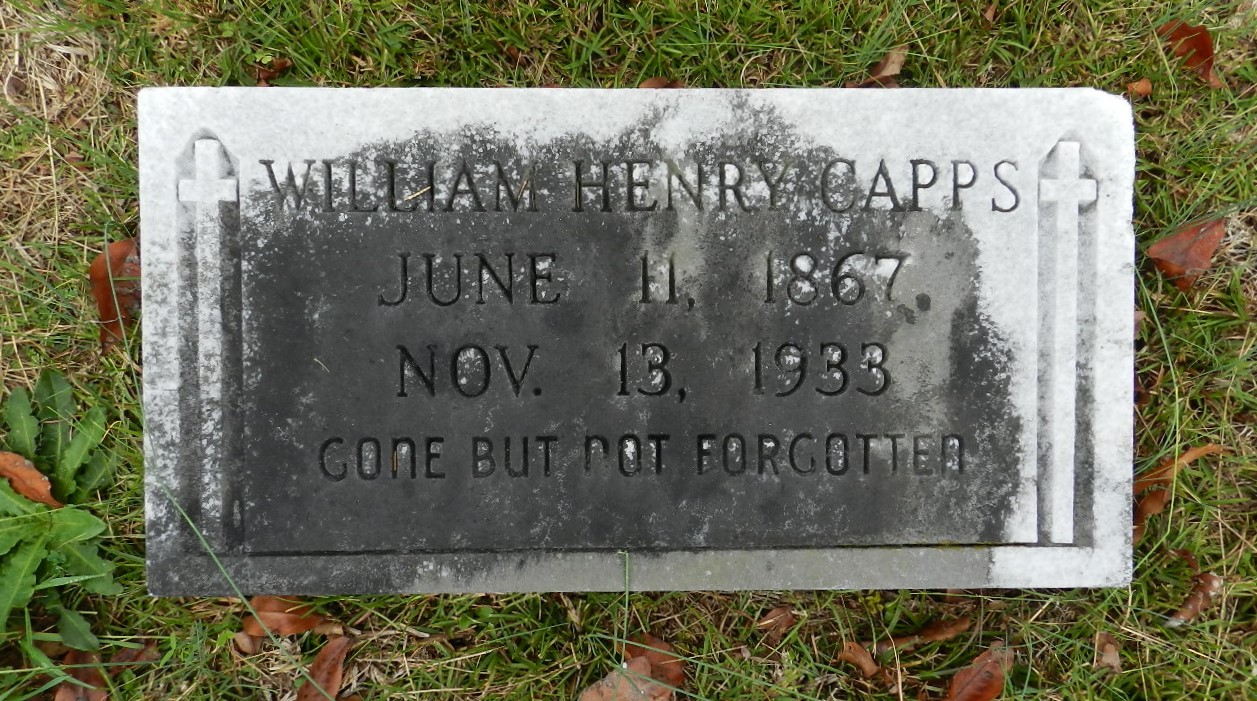 WILLIAM HENRY CAPPS
JUNE 11, 1867
NOV. 13, 1933
GONE BUT NOT FORGOTTEN